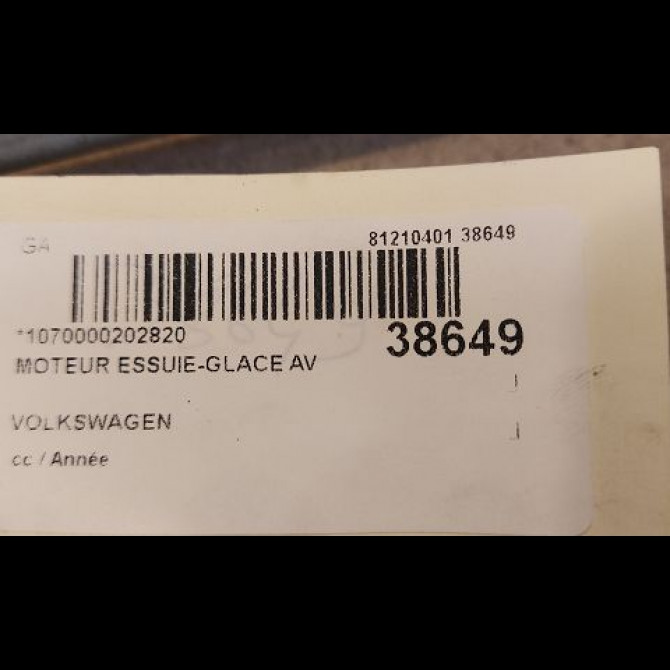 GA
81210401 38649
*1070000202820
38649
MOTEUR ESSUIE-GLACE AV
VOLKSWAGEN
cc / Année